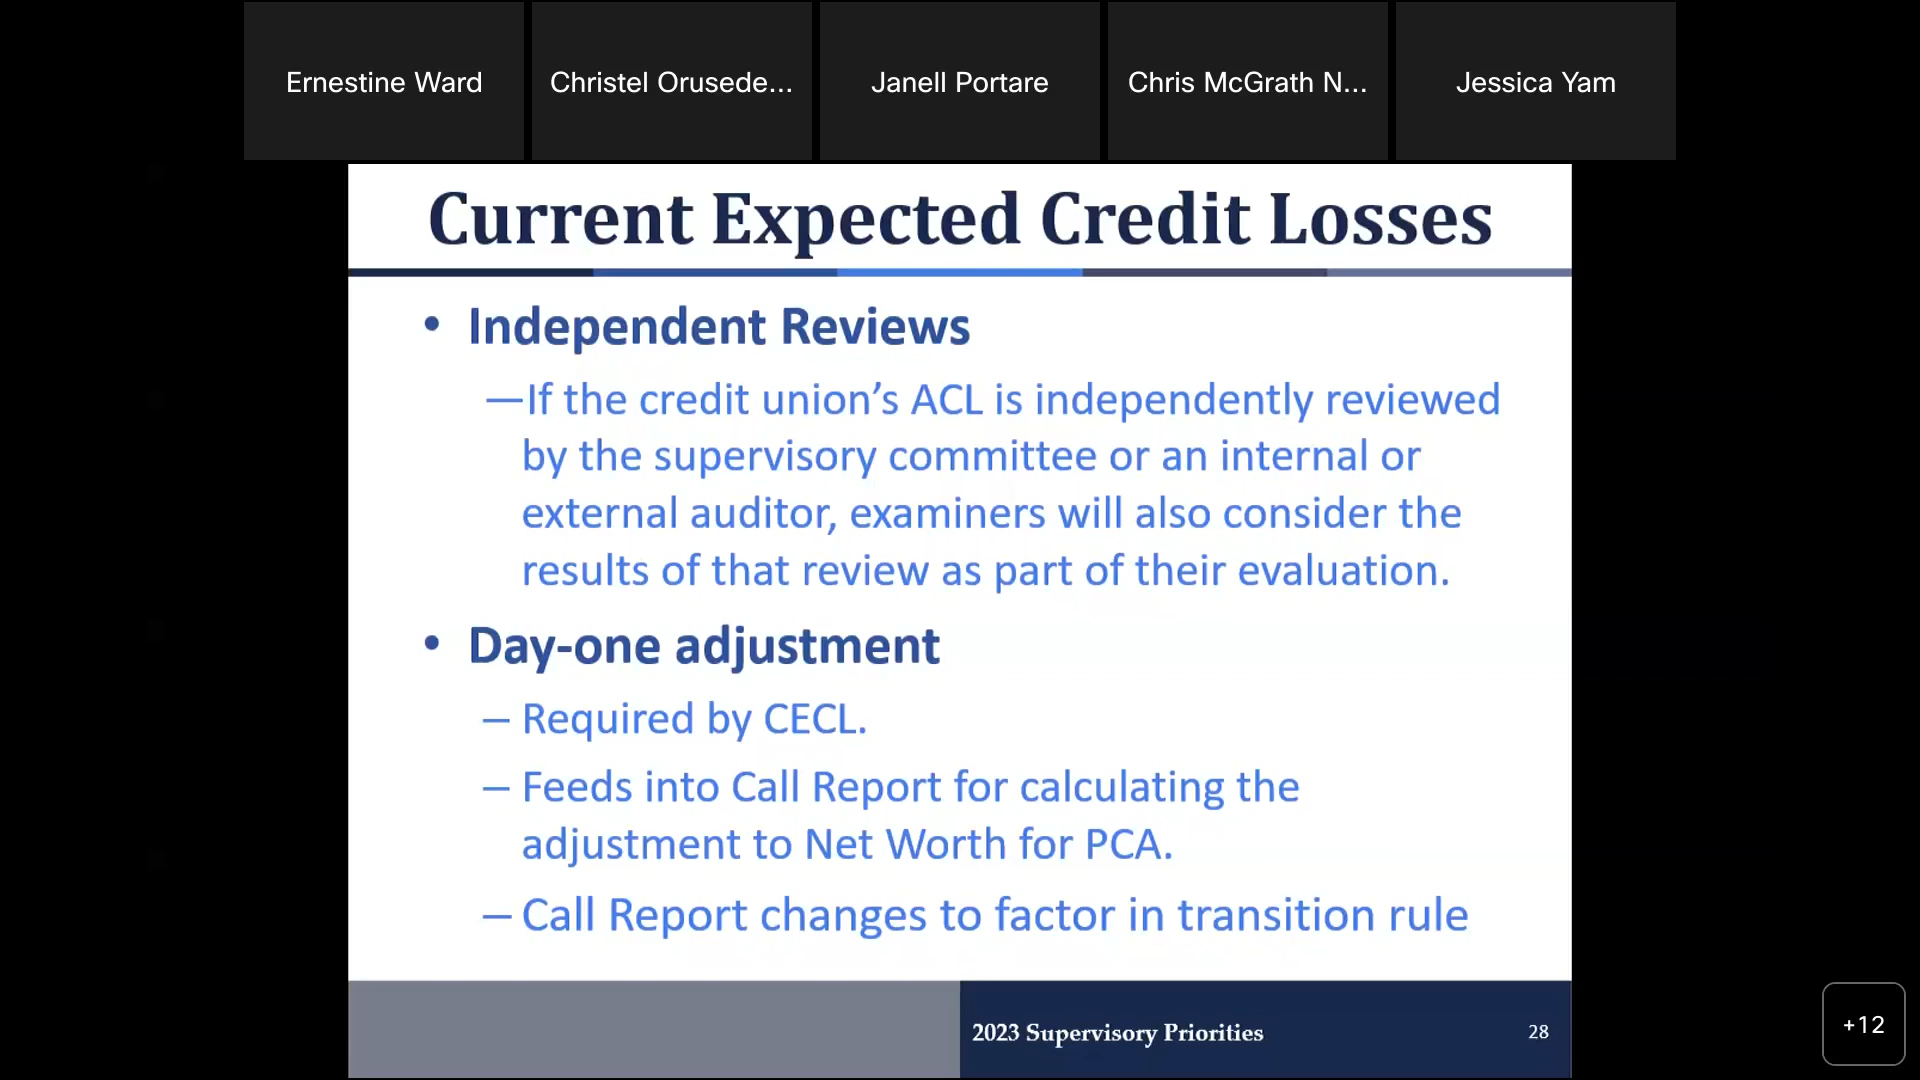 Ernestine Ward
Christel Orusede...
Janell Portare
Chris McGrath N...
Jessica Yam
Current Expected Credit Losses
• Independent Reviews
—If the credit union’s ACL is independently reviewed
by the supervisory committee or an internal or
external auditor, examiners will also consider the
results of that review as part of their evaluation.
• Day-one adjustment
– Required by CECL.
– Feeds into Call Report for calculating the
adjustment to Net Worth for PCA.
– Call Report changes to factor in transition rule
2023 Supervisory Priorities
28
+12